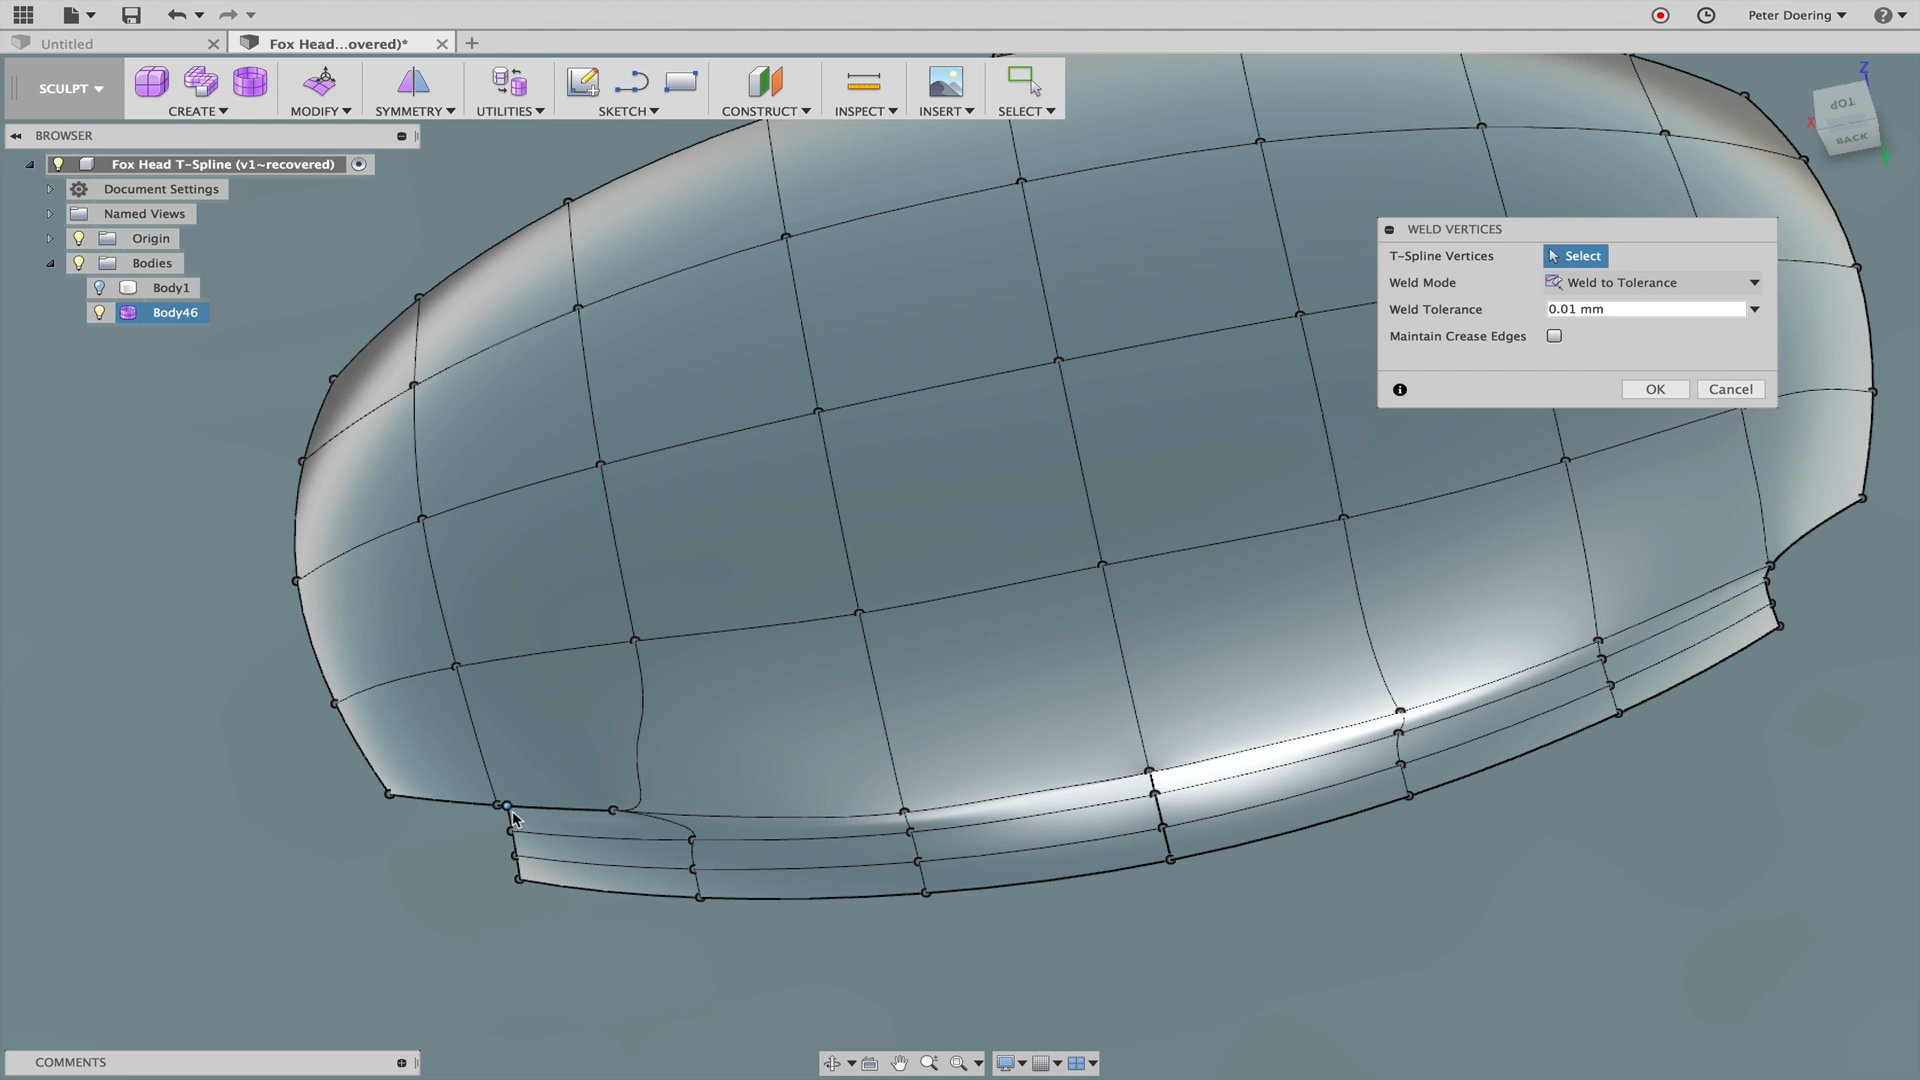 Peter Doering
Untitled
Fox Head...overed)*
SCULPT
CREATE
MODIFY
SYMMETRY
UTILITIES
SKETCH
CONSTRUCT
INSPECT
INSERT
SELECT
BROWSER
Fox Head T-Spline (v1~recovered)
Document Settings
Named Views
Origin
Bodies
Body1
Body46
Z
X
TOP
BACK
WELD VERTICES
T-Spline Vertices Select
Weld Mode Weld to Tolerance
Weld Tolerance 0.01 mm
Maintain Crease Edges
OK Cancel
COMMENTS